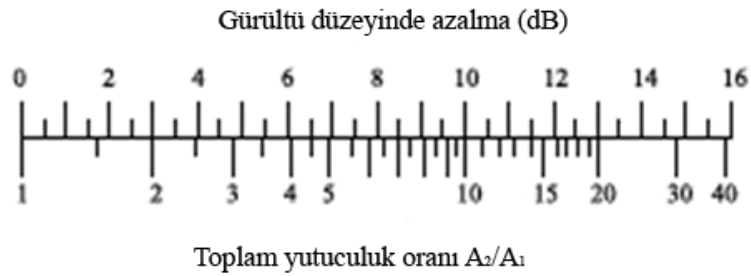 Gürültü düzeyinde azalma (dB)
0 2 4 6 8 10 12 14 16
1 2 3 4 5 10 15 20 30 40
Toplam yutuculuk oranı A₂/A₁